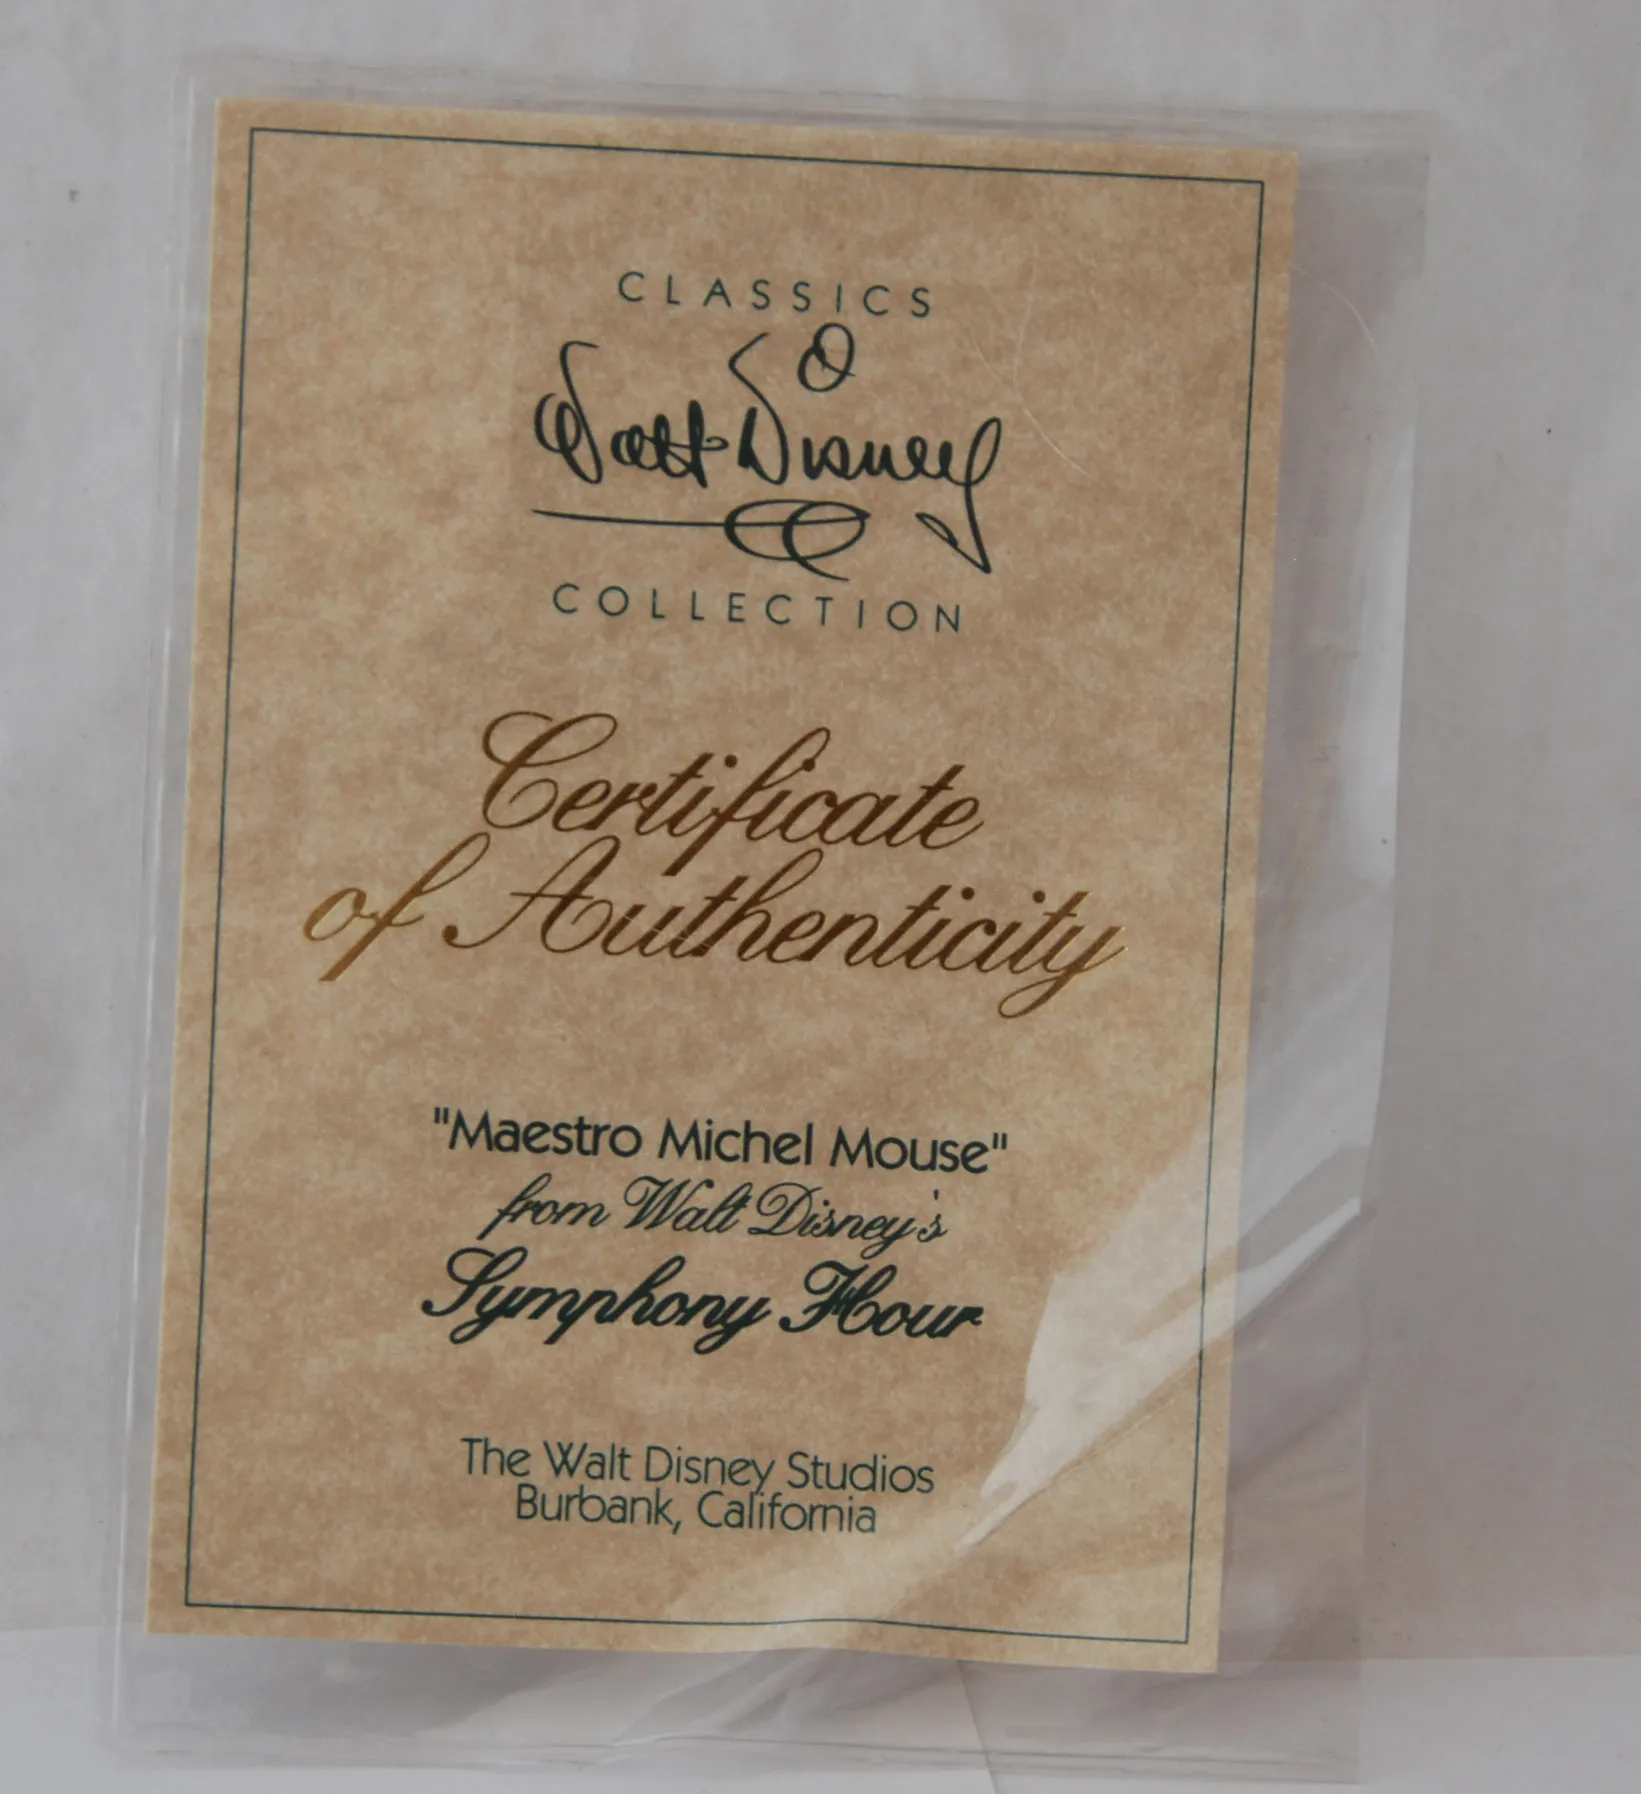 CLASSICS
Walt Disney
COLLECTION
Certificate
of Authenticity
"Maestro Michel Mouse"
from Walt Disney's
Symphony Hour
The Walt Disney Studios
Burbank, California